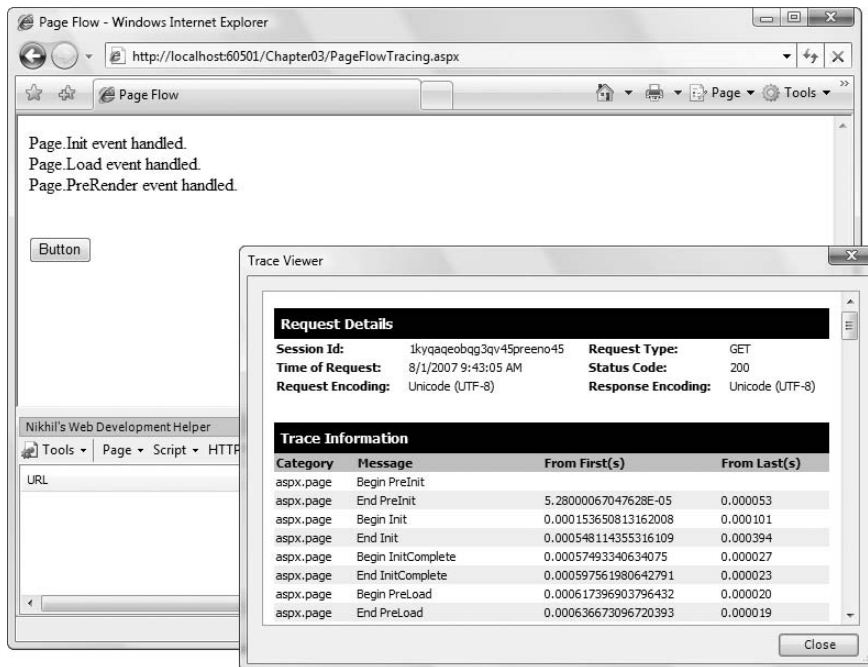 Page Flow - Windows Internet Explorer
http://localhost:60501/Chapter03/PageFlowTracing.aspx
Page Flow
Page Tools
Page.Init event handled.
Page.Load event handled.
Page.PreRender event handled.
Button
Nikhil's Web Development Helper
Tools Page Script HTTP
URL
Trace Viewer
Request Details
Session Id: 1kyqaqeobqg3qv45preeno45 Request Type: GET
Time of Request: 8/1/2007 9:43:05 AM Status Code: 200
Request Encoding: Unicode (UTF-8) Response Encoding: Unicode (UTF-8)
Trace Information
Category Message From First(s) From Last(s)
aspx.page Begin PreInit
aspx.page End PreInit 5.28000067047628E-05 0.000053
aspx.page Begin Init 0.000153650813162008 0.000101
aspx.page End Init 0.000548114355316109 0.000394
aspx.page Begin InitComplete 0.00057493340634075 0.000027
aspx.page End InitComplete 0.000597561980642791 0.000023
aspx.page Begin PreLoad 0.000617396903796432 0.000020
aspx.page End PreLoad 0.000636673096720393 0.000019
Close